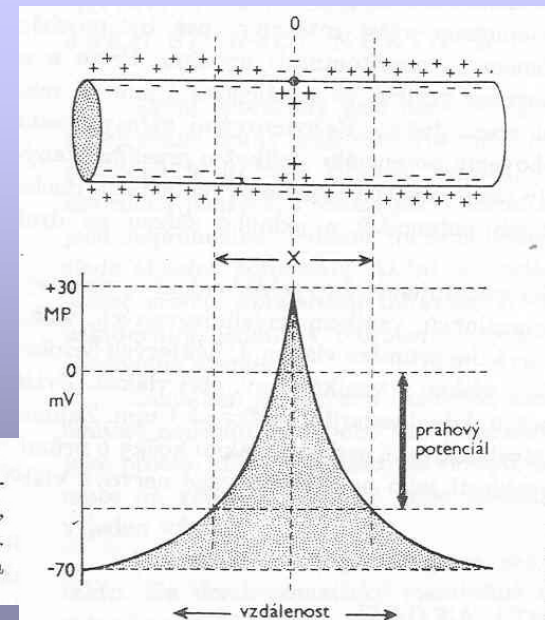 0
X
+30
MP
0
mV
prahový
potenciál
-70
vzdálenost